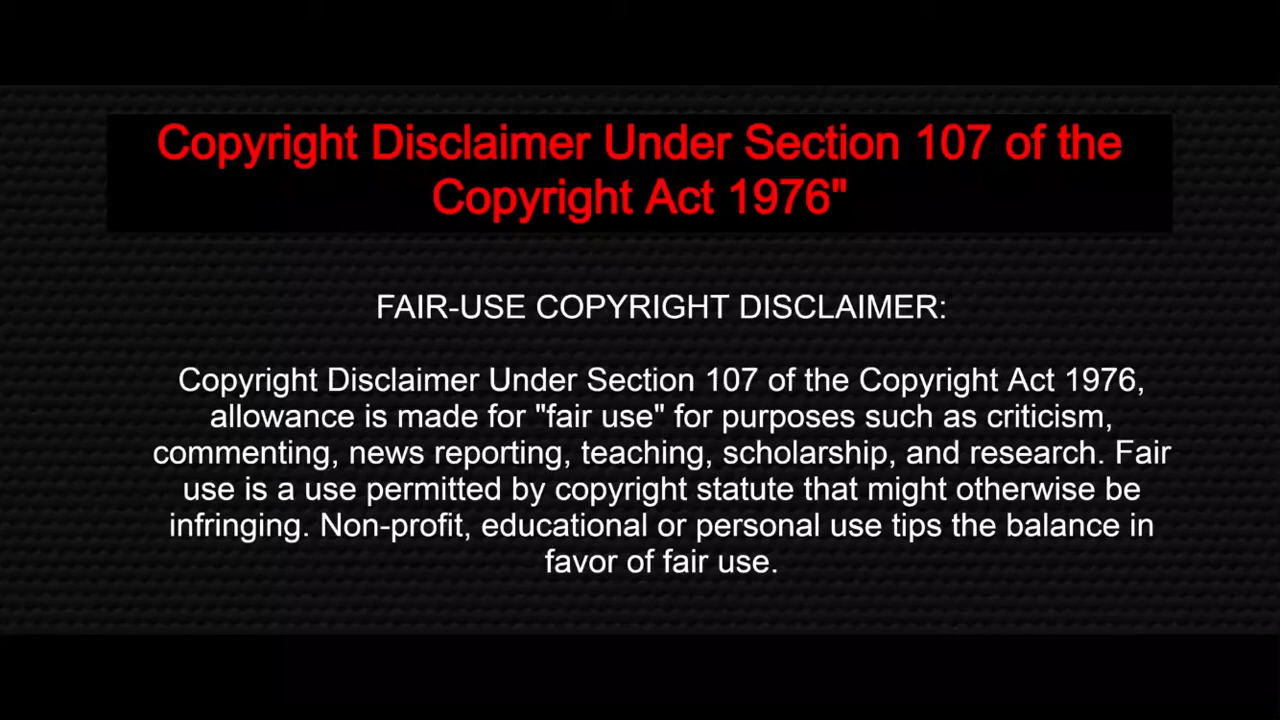 Copyright Disclaimer Under Section 107 of the
Copyright Act 1976"
FAIR-USE COPYRIGHT DISCLAIMER:
Copyright Disclaimer Under Section 107 of the Copyright Act 1976,
allowance is made for "fair use" for purposes such as criticism,
commenting, news reporting, teaching, scholarship, and research. Fair
use is a use permitted by copyright statute that might otherwise be
infringing. Non-profit, educational or personal use tips the balance in
favor of fair use.